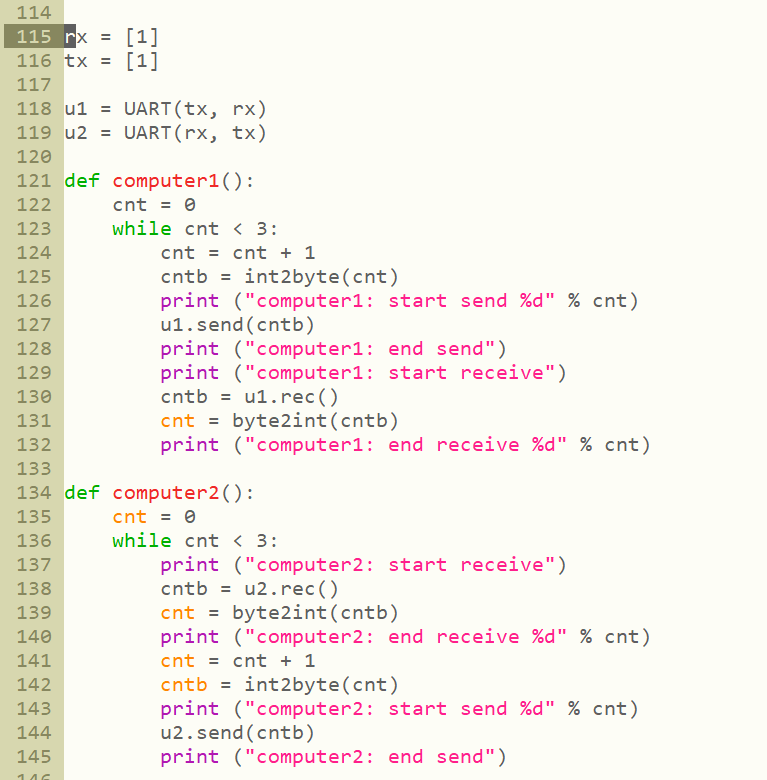 114
115 rx = [1]
116 tx = [1]
117
118 u1 = UART(tx, rx)
119 u2 = UART(rx, tx)
120
121 def computer1():
122     cnt = 0
123     while cnt < 3:
124         cnt = cnt + 1
125         cntb = int2byte(cnt)
126         print ("computer1: start send %d" % cnt)
127         u1.send(cntb)
128         print ("computer1: end send")
129         print ("computer1: start receive")
130         cntb = u1.rec()
131         cnt = byte2int(cntb)
132         print ("computer1: end receive %d" % cnt)
133
134 def computer2():
135     cnt = 0
136     while cnt < 3:
137         print ("computer2: start receive")
138         cntb = u2.rec()
139         cnt = byte2int(cntb)
140         print ("computer2: end receive %d" % cnt)
141         cnt = cnt + 1
142         cntb = int2byte(cnt)
143         print ("computer2: start send %d" % cnt)
144         u2.send(cntb)
145         print ("computer2: end send")
146